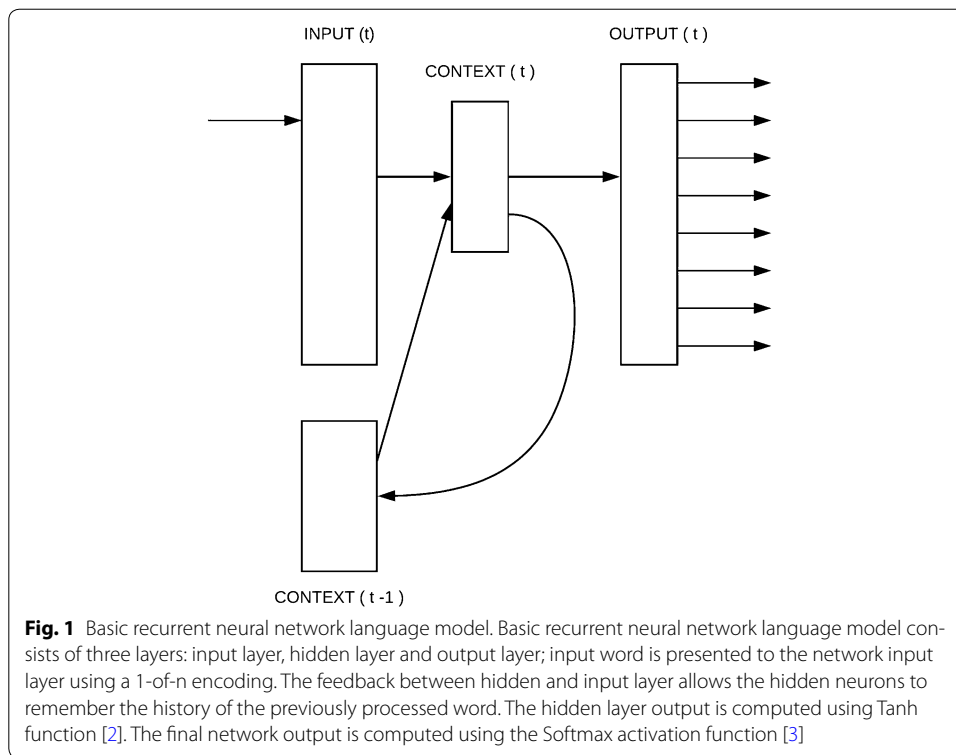 INPUT (t)
OUTPUT ( t )
CONTEXT ( t )
CONTEXT ( t -1 )
Fig. 1 Basic recurrent neural network language model. Basic recurrent neural network language model con-
sists of three layers: input layer, hidden layer and output layer; input word is presented to the network input
layer using a 1-of-n encoding. The feedback between hidden and input layer allows the hidden neurons to
remember the history of the previously processed word. The hidden layer output is computed using Tanh
function [2]. The final network output is computed using the Softmax activation function [3]